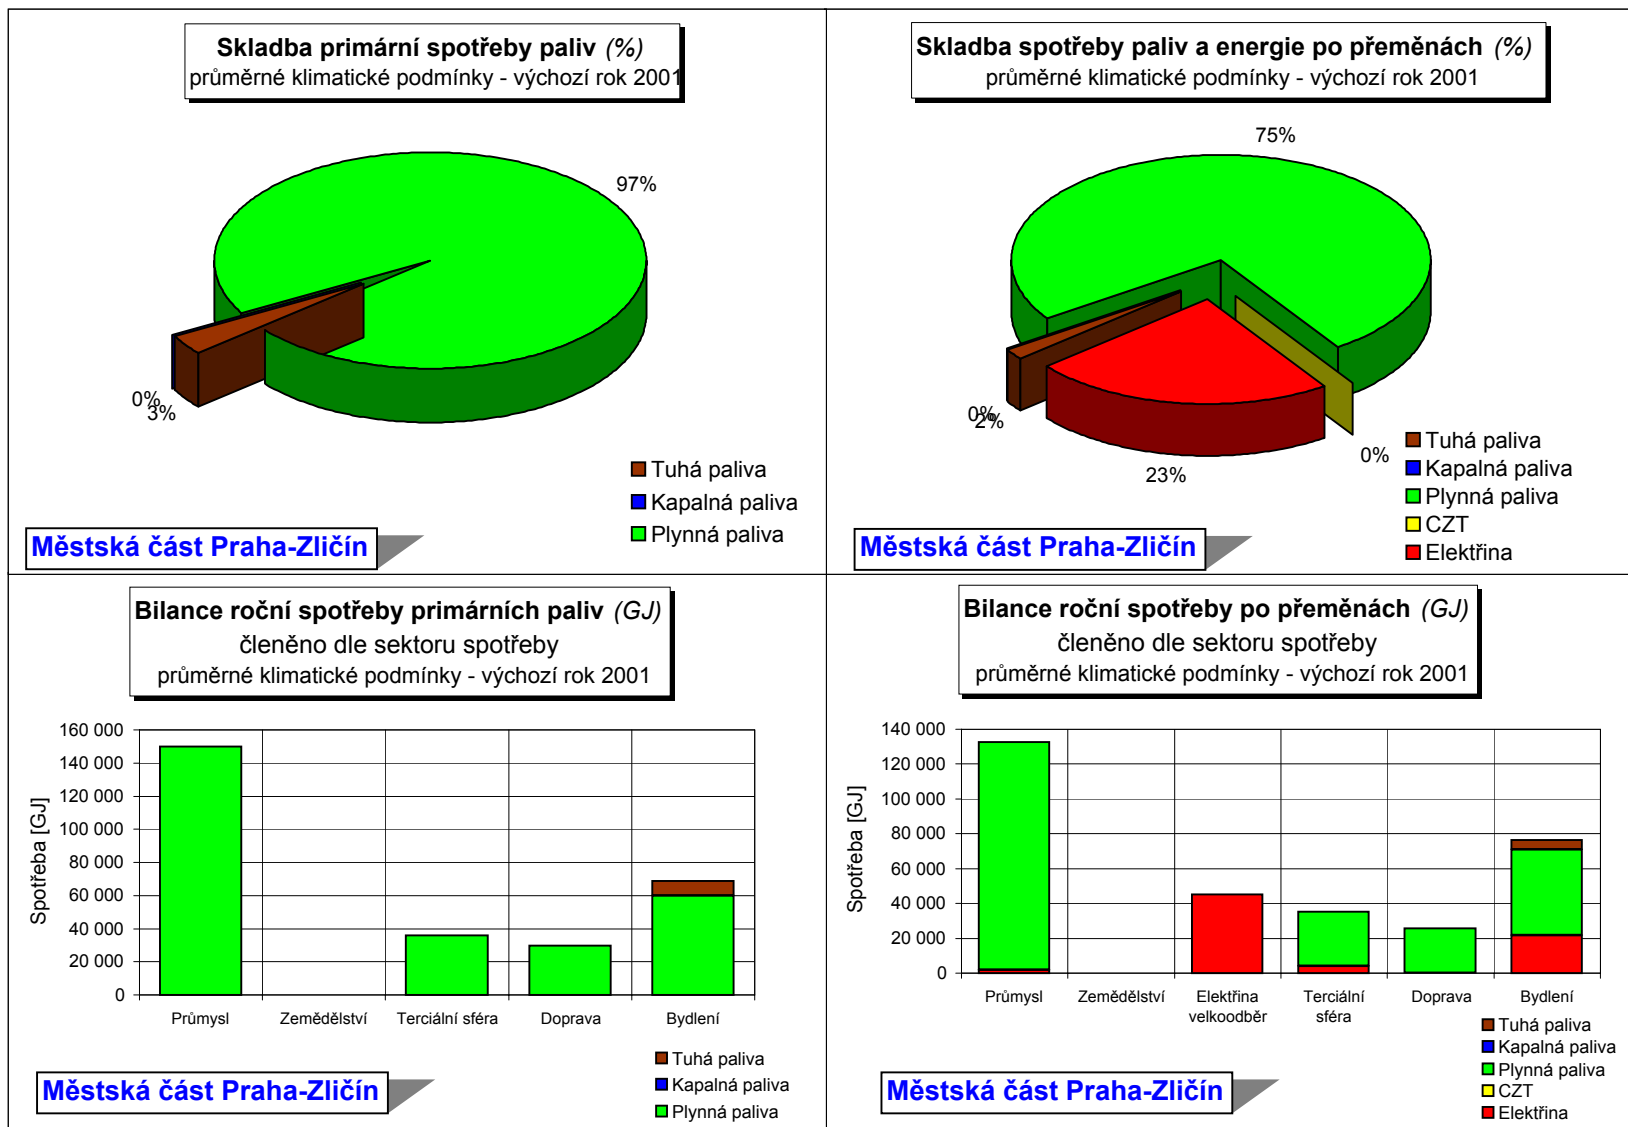 Skladba primární spotřeby paliv (%)
průměrné klimatické podmínky - výchozí rok 2001
97%
0%
3%
Tuhá paliva
Kapalná paliva
Plynná paliva
Městská část Praha-Zličín
Skladba spotřeby paliv a energie po přeměnách (%)
průměrné klimatické podmínky - výchozí rok 2001
75%
0%
2%
23%
0%
Tuhá paliva
Kapalná paliva
Plynná paliva
CZT
Elektřina
Městská část Praha-Zličín
Bilance roční spotřeby primárních paliv (GJ)
členěno dle sektoru spotřeby
průměrné klimatické podmínky - výchozí rok 2001
Spotřeba [GJ]
160 000
140 000
120 000
100 000
80 000
60 000
40 000
20 000
0
Průmysl Zemědělství Terciální sféra Doprava Bydlení
Tuhá paliva
Kapalná paliva
Plynná paliva
Městská část Praha-Zličín
Bilance roční spotřeby po přeměnách (GJ)
členěno dle sektoru spotřeby
průměrné klimatické podmínky - výchozí rok 2001
Spotřeba [GJ]
140 000
120 000
100 000
80 000
60 000
40 000
20 000
0
Průmysl Zemědělství Elektřina Terciální Doprava Bydlení
velkoodběr sféra
Tuhá paliva
Kapalná paliva
Plynná paliva
CZT
Elektřina
Městská část Praha-Zličín